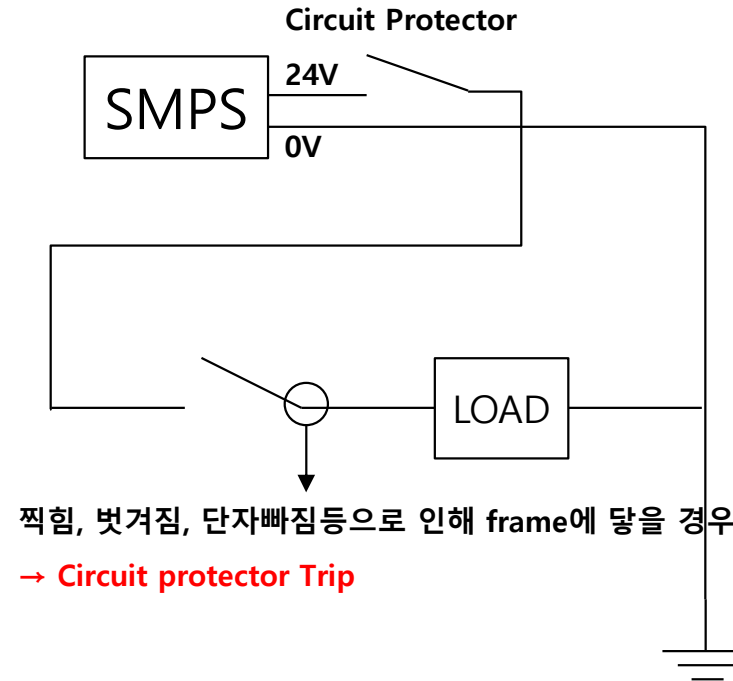 Circuit Protector
24V
SMPS
0V
LOAD
찍힘, 벗겨짐, 단자빠짐등으로 인해 frame에 닿을 경우
→ Circuit protector Trip